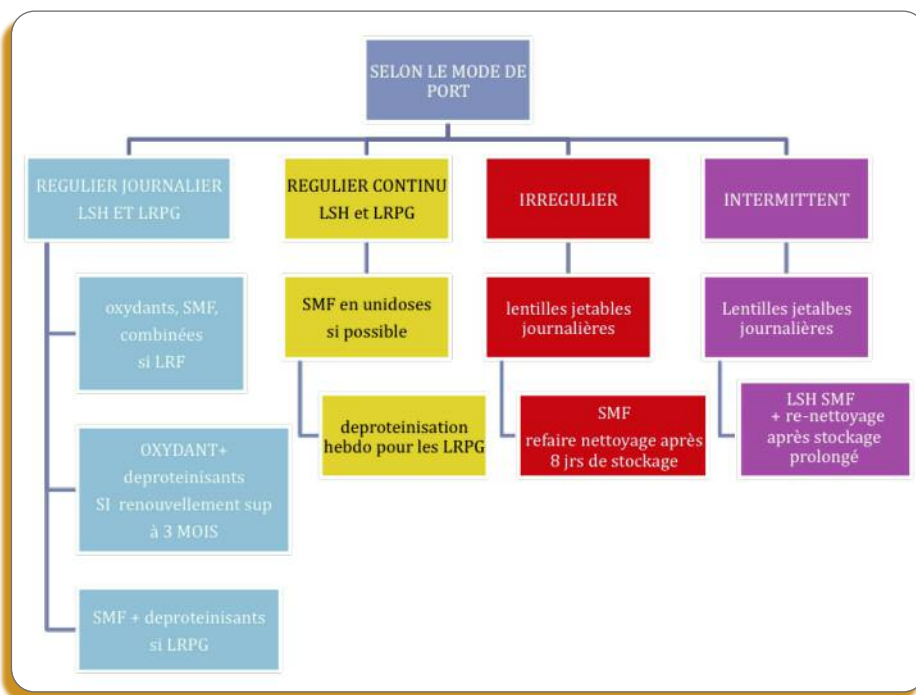 SELON LE MODE DE
PORT
REGULIER JOURNALIER
LSH ET LRPG
oxydants, SMF,
combinées
si LRF
OXYDANT+
deproteinisants
SI renouvellement sup
à 3 MOIS
SMF + deproteinisants
si LRPG
REGULIER CONTINU
LSH et LRPG
SMF en unidoses
si possible
deproteinisation
hebdo pour les LRPG
IRREGULIER
lentilles jetables
journalières
SMF
refaire nettoyage après
8 jrs de stockage
INTERMITTENT
Lentilles jetalbes
journalières
LSH SMF
+ re-nettoyage
après stockage
prolongé